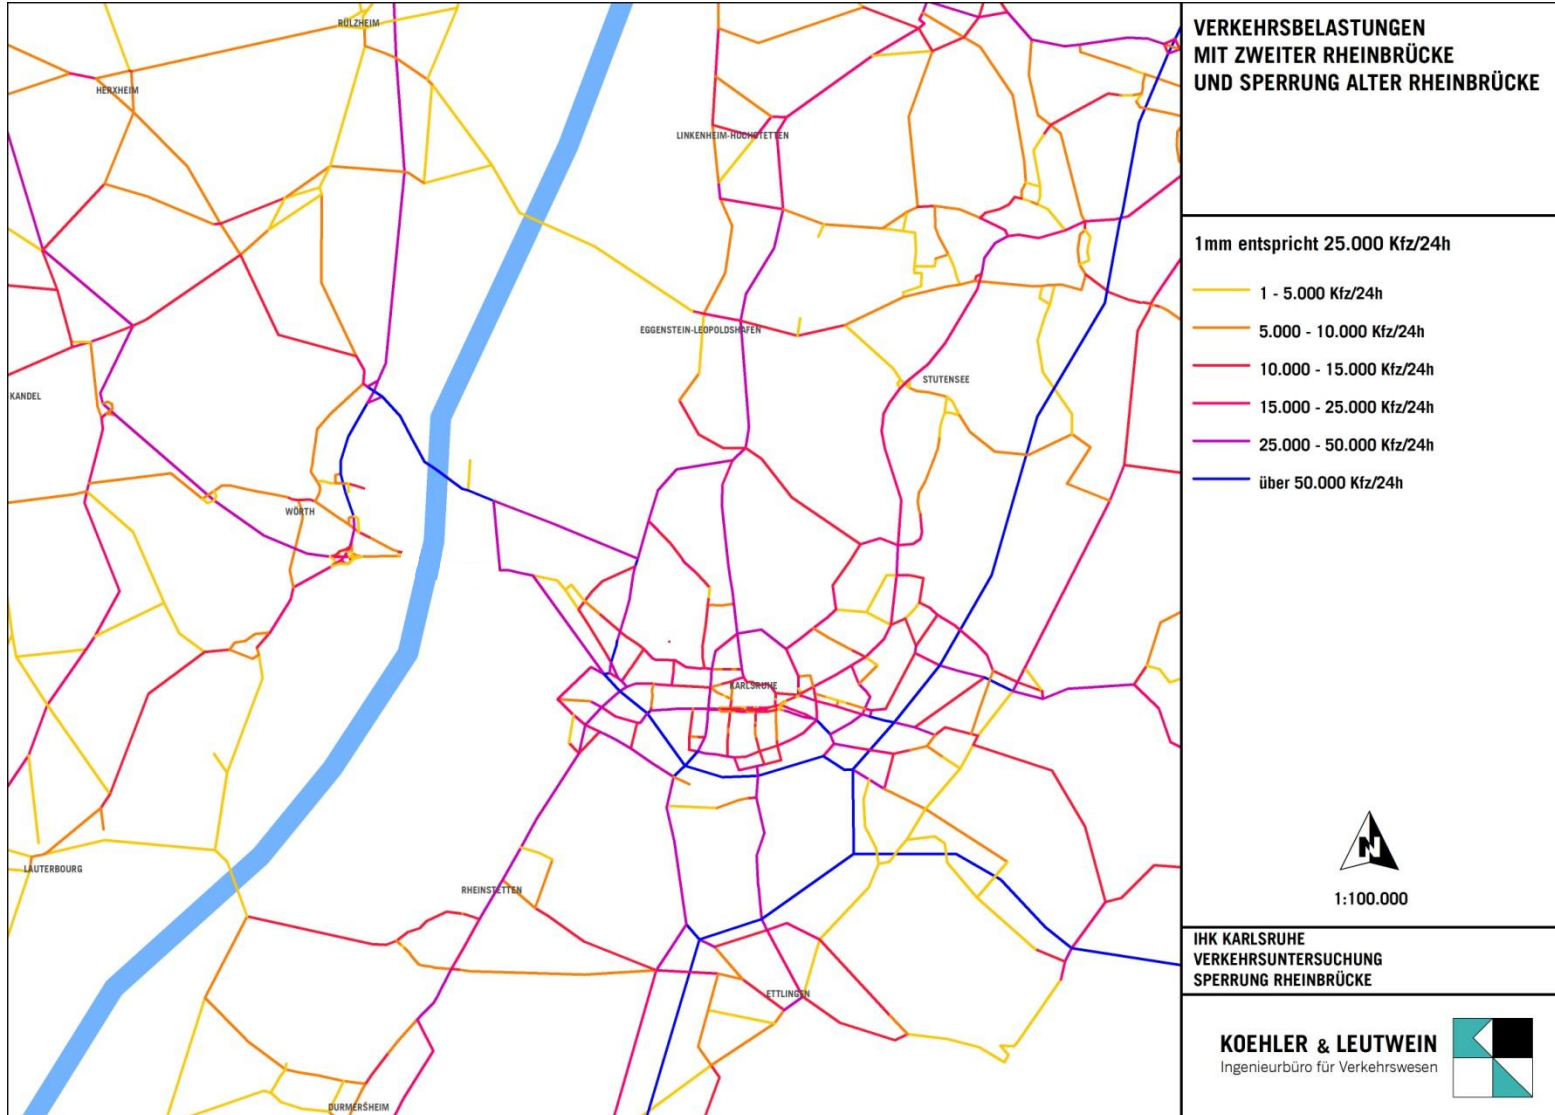 RÜLZHEIM
HERXHEIM
LINKENHEIM-HOCHSTETTEN
EGGENSTEIN-LEOPOLDSHAFEN
STUTENSEE
KANDEL
WÖRTH
KARLSRUHE
LAUTERBOURG
RHEINSTETTEN
ETTLINGEN
DURMERSHEIM
VERKEHRSBELASTUNGEN
MIT ZWEITER RHEINBRÜCKE
UND SPERRUNG ALTER RHEINBRÜCKE
1mm entspricht 25.000 Kfz/24h
1 - 5.000 Kfz/24h
5.000 - 10.000 Kfz/24h
10.000 - 15.000 Kfz/24h
15.000 - 25.000 Kfz/24h
25.000 - 50.000 Kfz/24h
über 50.000 Kfz/24h
N
1:100.000
IHK KARLSRUHE
VERKEHRSUNTERSUCHUNG
SPERRUNG RHEINBRÜCKE
KOEHLER & LEUTWEIN
Ingenieurbüro für Verkehrswesen